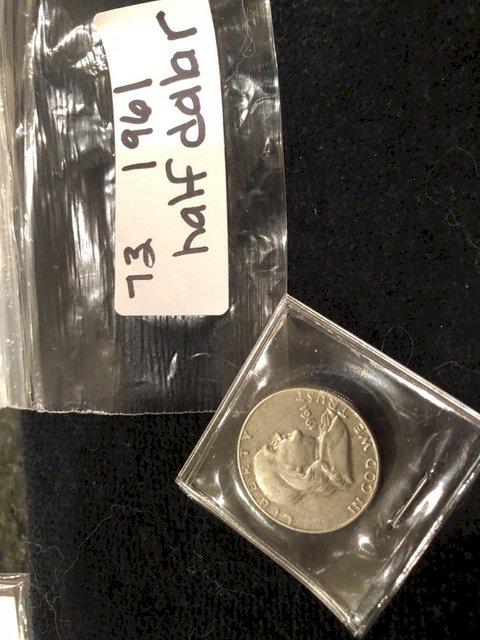 73 1961
half dollar
LIBERTY
IN GOD WE TRUST
1961